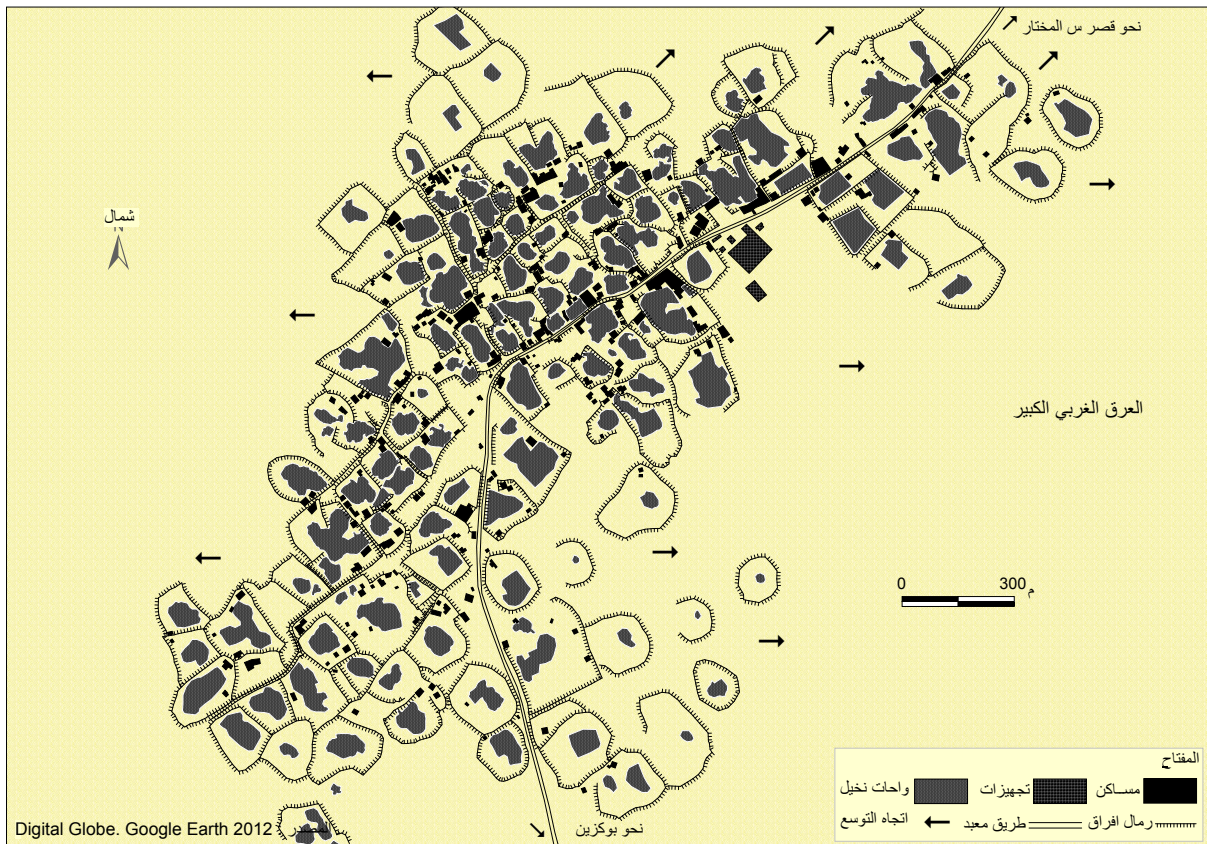 نحو قصر س المختار
شمال
N
العرق الغربي الكبير
0 300 م
المفتاح
مساكن تجهيزات واحات نخيل
رمال افراق طريق معبد اتجاه التوسع
نحو بوكزين
المصدر : Digital Globe. Google Earth 2012